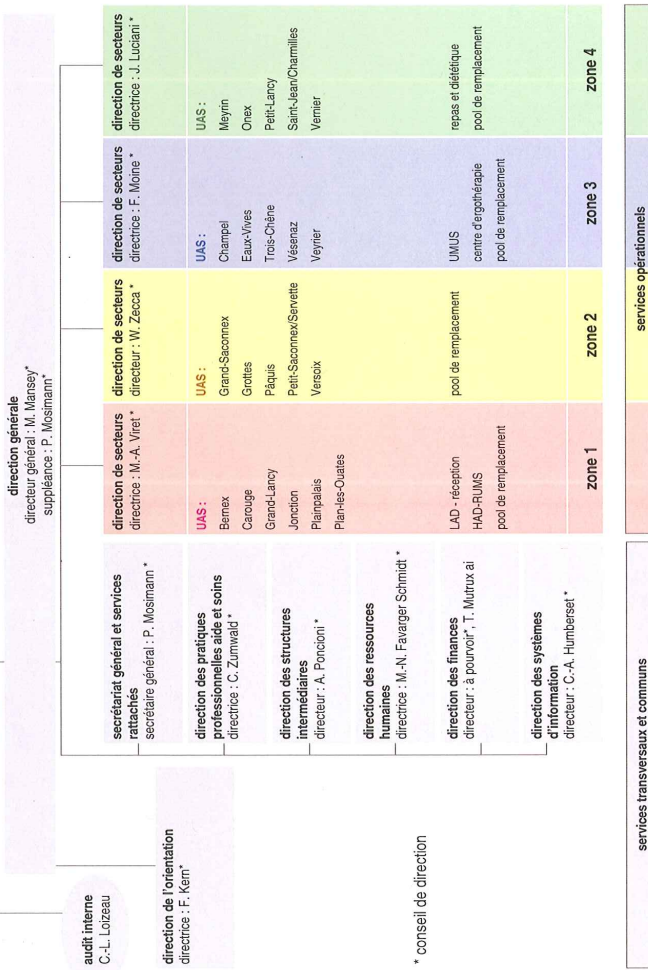 direction générale
directeur général : M. Mansey*
suppléance : P. Mosimann*
audit interne
C.-L. Loizeau
direction de l'orientation
directrice : F. Kern*
secrétariat général et services
rattachés
secrétaire général : P. Mosimann *
direction des pratiques
professionnelles aide et soins
directrice : C. Zumwald *
direction des structures
intermédiaires
directeur : A. Poncioni *
direction des ressources
humaines
directrice : M.-N. Favarger Schmidt *
direction des finances
directeur : à pourvoir*, T. Mutrux ai
direction des systèmes
d'information
directeur : C.-A. Humberset *
direction de secteurs
directrice : M.-A. Viret *
UAS :
Bernex
Carouge
Grand-Lancy
Jonction
Plainpalais
Plan-les-Ouates
LAD - réception
HAD-RUMS
pool de remplacement
zone 1
direction de secteurs
directeur : W. Zecca *
UAS :
Grand-Saconnex
Grottes
Pâquis
Petit-Saconnex/Servette
Versoix
pool de remplacement
zone 2
direction de secteurs
directrice : F. Moine *
UAS :
Champel
Eaux-Vives
Trois-Chêne
Vésenaz
Veyrier
UMUS
centre d'ergothérapie
pool de remplacement
zone 3
direction de secteurs
directrice : J. Luciani *
UAS :
Meyrin
Onex
Petit-Lancy
Saint-Jean/Charmilles
Vernier
repas et diététique
pool de remplacement
zone 4
* conseil de direction
services transversaux et communs
services opérationnels